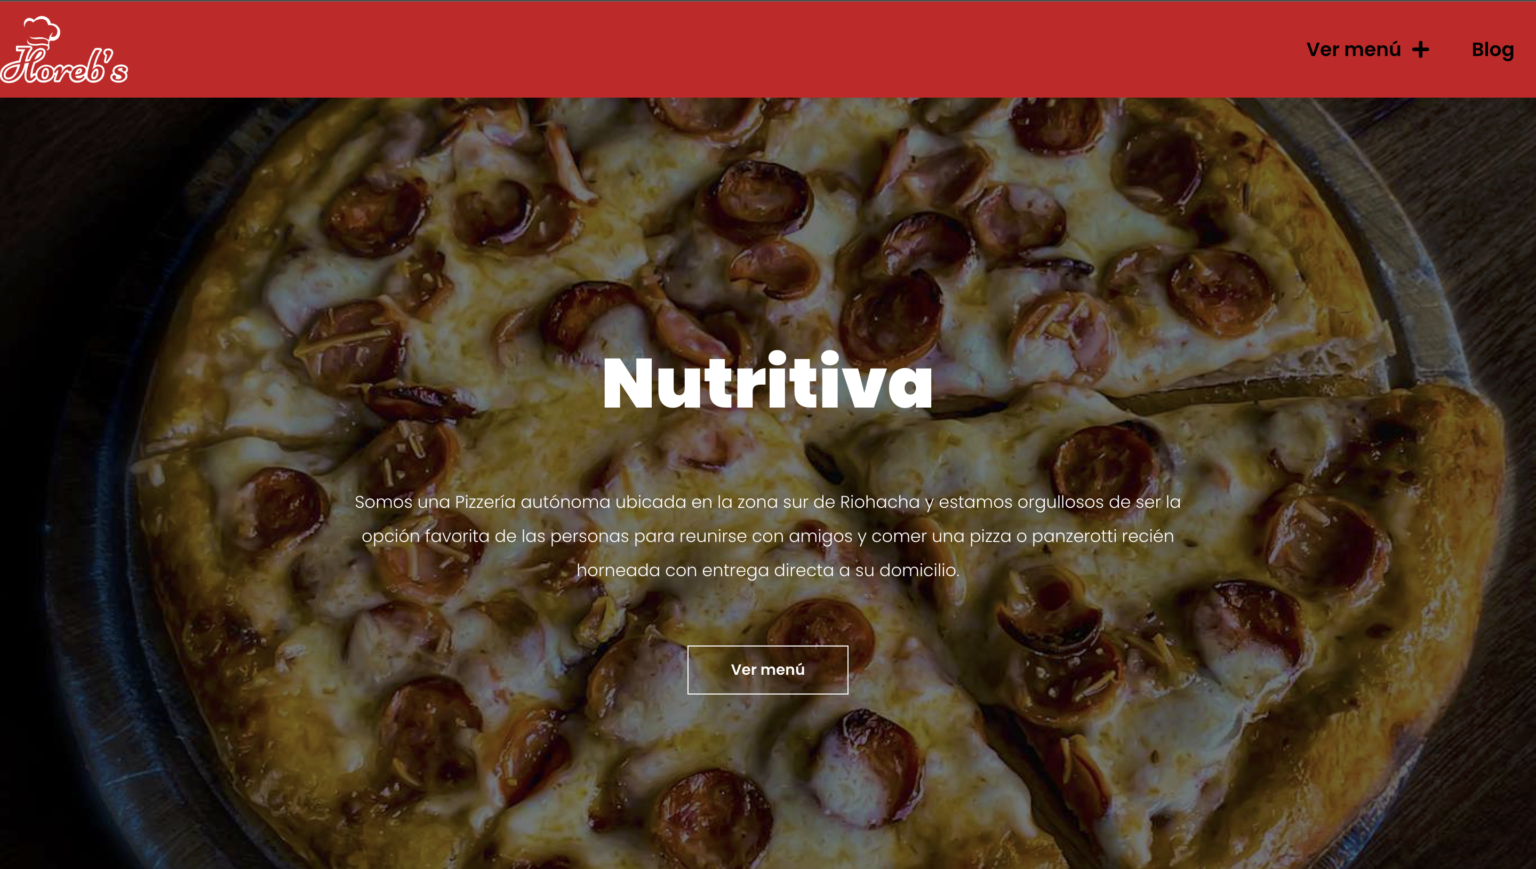 Horeb's
Ver menú +
Blog
Nutritiva
Somos una Pizzería autónoma ubicada en la zona sur de Riohacha y estamos orgullosos de ser la
opción favorita de las personas para reunirse con amigos y comer una pizza o panzerotti recién
horneada con entrega directa a su domicilio.
Ver menú